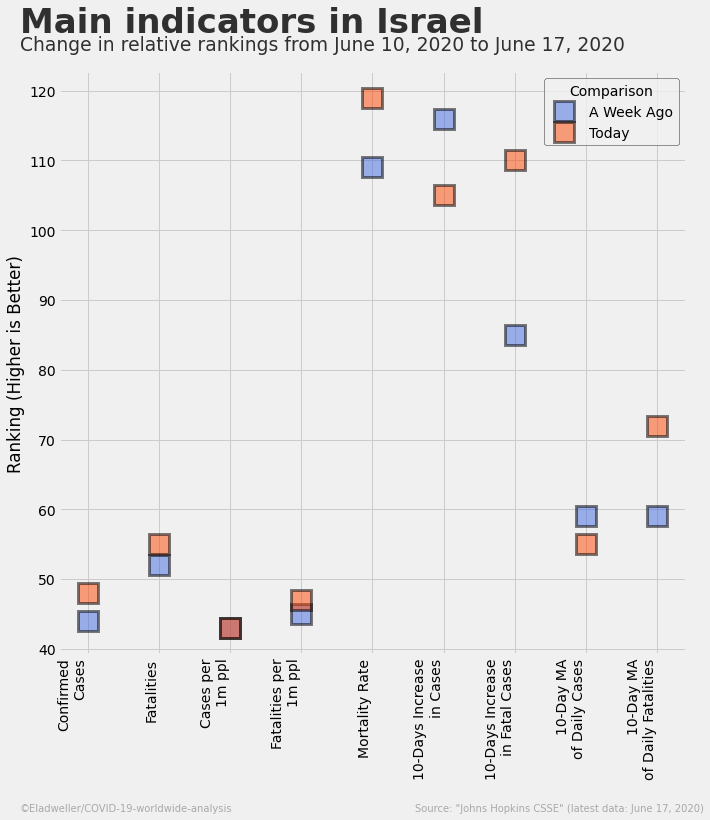 Main indicators in Israel
Change in relative rankings from June 10, 2020 to June 17, 2020
Comparison
A Week Ago
Today
Ranking (Higher is Better)
120
110
100
90
80
70
60
50
40
Confirmed
Cases
Fatalities
Cases per
1m ppl
Fatalities per
1m ppl
Mortality Rate
10-Days Increase
in Cases
10-Days Increase
in Fatal Cases
10-Day MA
of Daily Cases
10-Day MA
of Daily Fatalities
©Eladweller/COVID-19-worldwide-analysis
Source: "Johns Hopkins CSSE" (latest data: June 17, 2020)